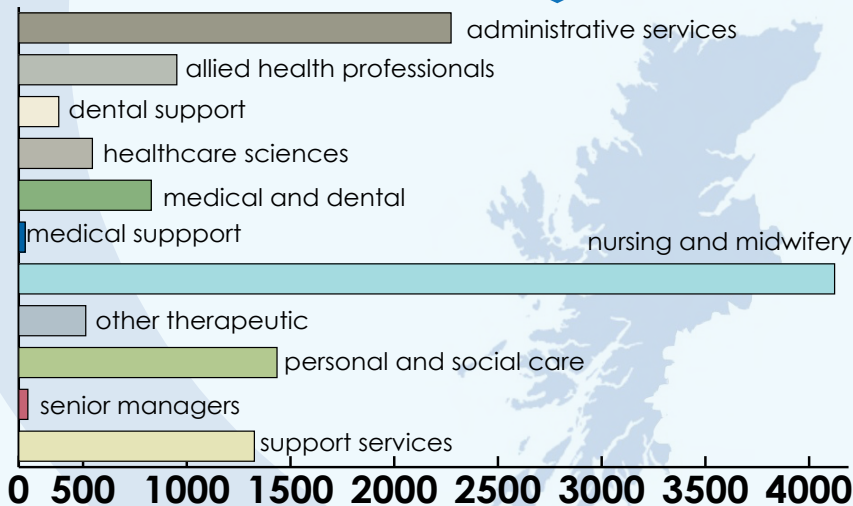 administrative services
allied health professionals
dental support
healthcare sciences
medical and dental
medical suppport
nursing and midwifery
other therapeutic
personal and social care
senior managers
support services
0 500 1000 1500 2000 2500 3000 3500 4000